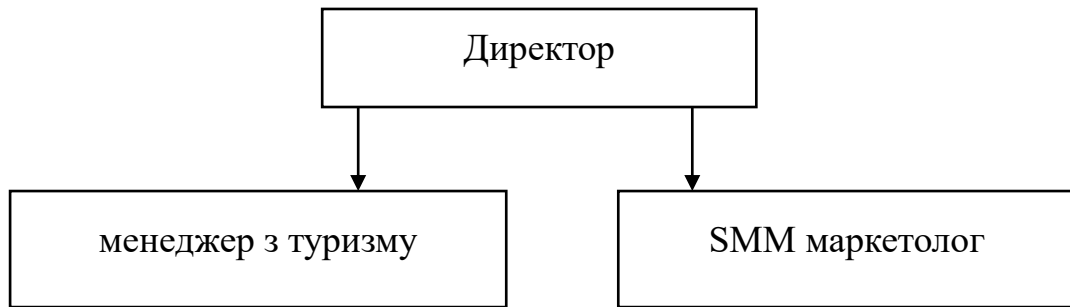 Директор
менеджер з туризму
SMM маркетолог